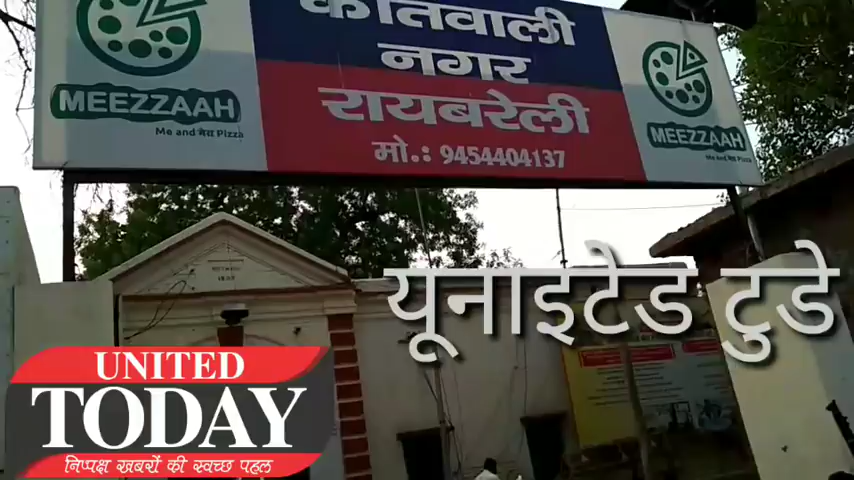 कोतवाली
नगर
रायबरेली
मो.: 9454404137
MEEZZAAH
Me and मेरा Pizza
MEEZZAAH
Me and मेरा Pizza
यूनाइटेड टुडे
UNITED
TODAY
निष्पक्ष खबरों की स्वच्छ पहल